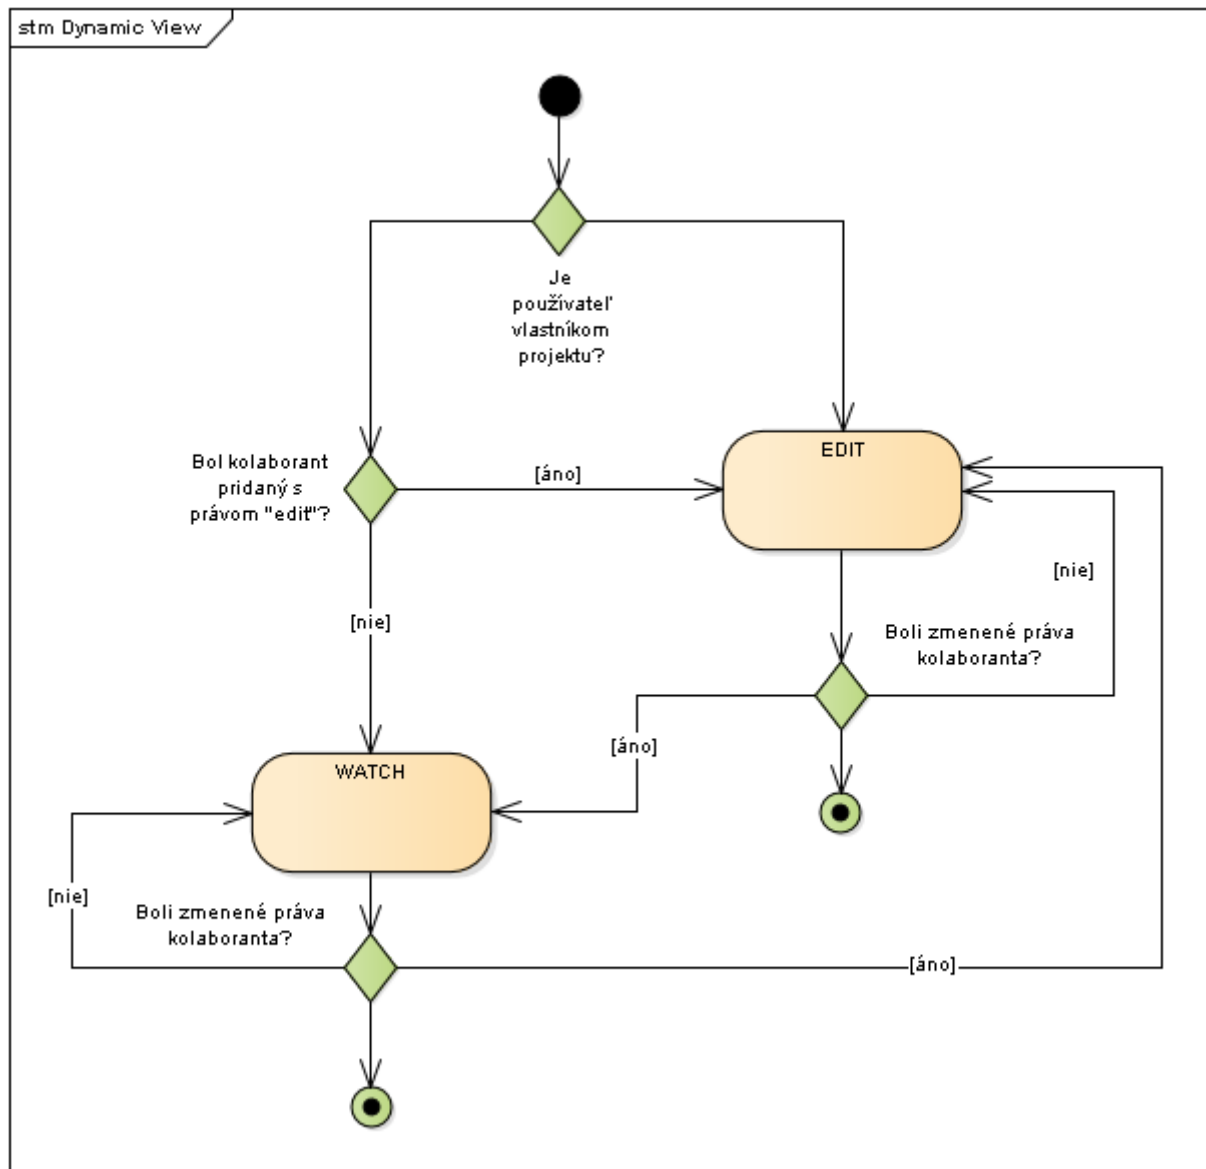 stm Dynamic View
Je
používateľ
vlastníkom
projektu?
Bol kolaborant
pridaný s
právom "edit"?
[áno]
EDIT
[nie]
[nie]
Boli zmenené práva
kolaboranta?
[áno]
WATCH
[nie]
Boli zmenené práva
kolaboranta?
[áno]